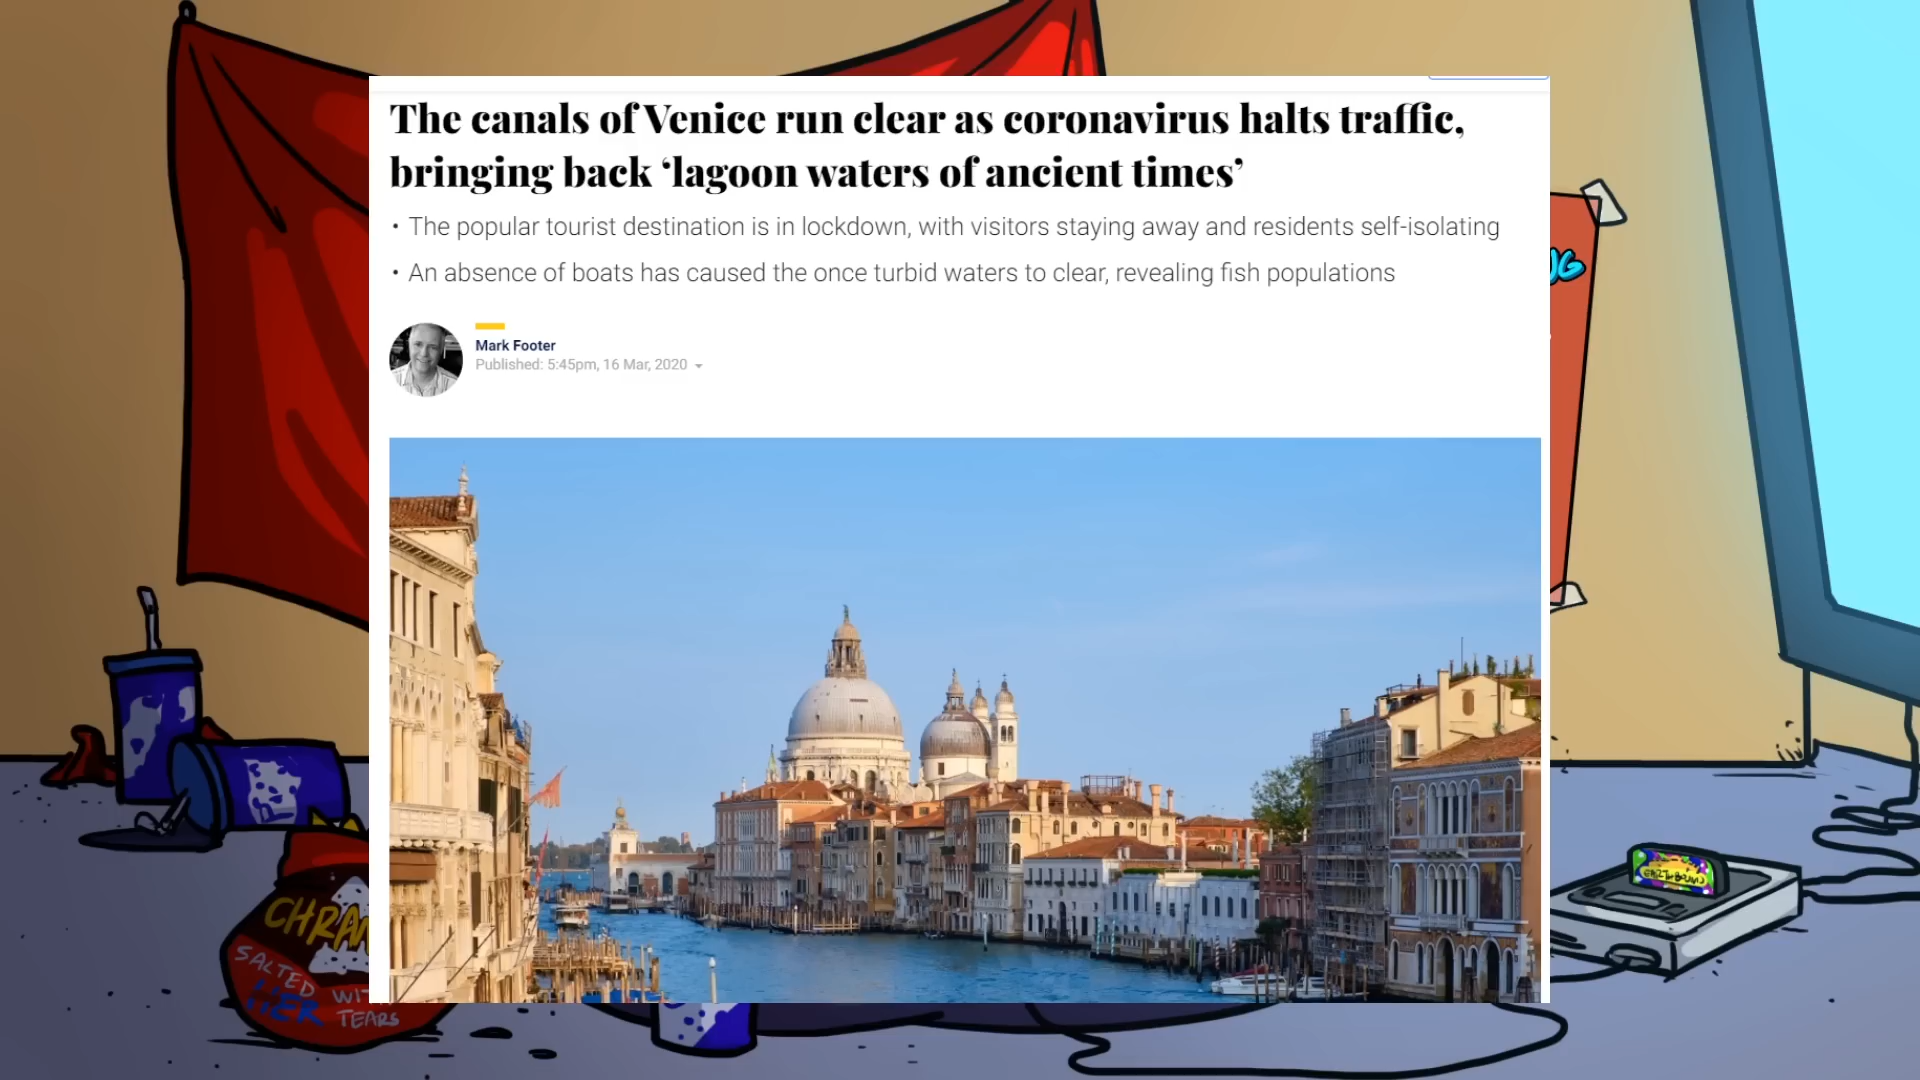 The canals of Venice run clear as coronavirus halts traffic,
bringing back ‘lagoon waters of ancient times’
• The popular tourist destination is in lockdown, with visitors staying away and residents self-isolating
• An absence of boats has caused the once turbid waters to clear, revealing fish populations
Mark Footer
Published: 5:45pm, 16 Mar, 2020
SALTED WITH
HER
TEARS
EARTHBOUND